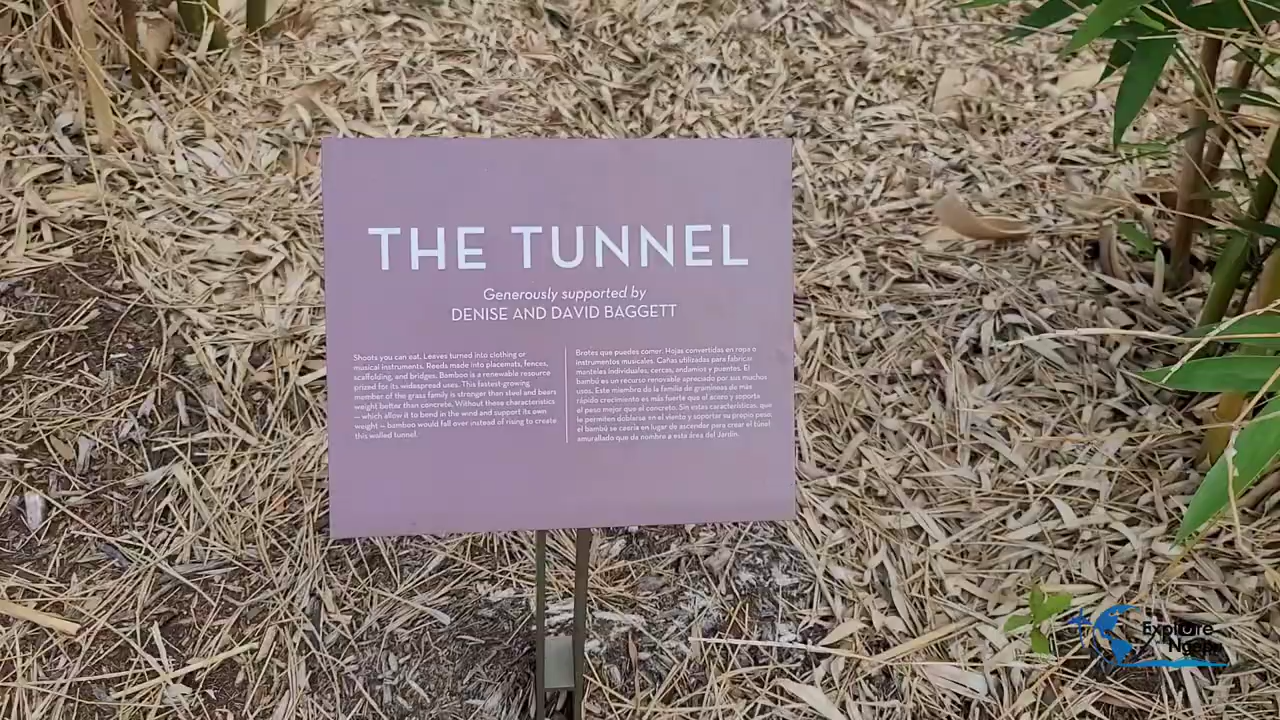 THE TUNNEL
Generously supported by
DENISE AND DAVID BAGGETT
Shoots you can eat. Leaves turned into clothing or
musical instruments. Reeds made into placemats, fences,
scaffolding, and bridges. Bamboo is a renewable resource
prized for its widespread uses. This fastest-growing
member of the grass family is stronger than steel and bears
weight better than concrete. Without these characteristics
— which allow it to bend in the wind and support its own
weight — bamboo would fall over instead of rising to create
this walled tunnel.
Brotes que puedes comer. Hojas convertidas en ropa o
instrumentos musicales. Cañas utilizadas para fabricar
manteles individuales, cercas, andamios y puentes. El
bambú es un recurso renovable apreciado por sus muchos
usos. Este miembro de la familia de gramíneas de más
rápido crecimiento es más fuerte que el acero y soporta
el peso mejor que el concreto. Sin estas características, que
le permiten doblarse en el viento y soportar su propio peso,
el bambú se caería en lugar de ascender para crear el túnel
amurallado que da nombre a esta área del Jardín.
Explore